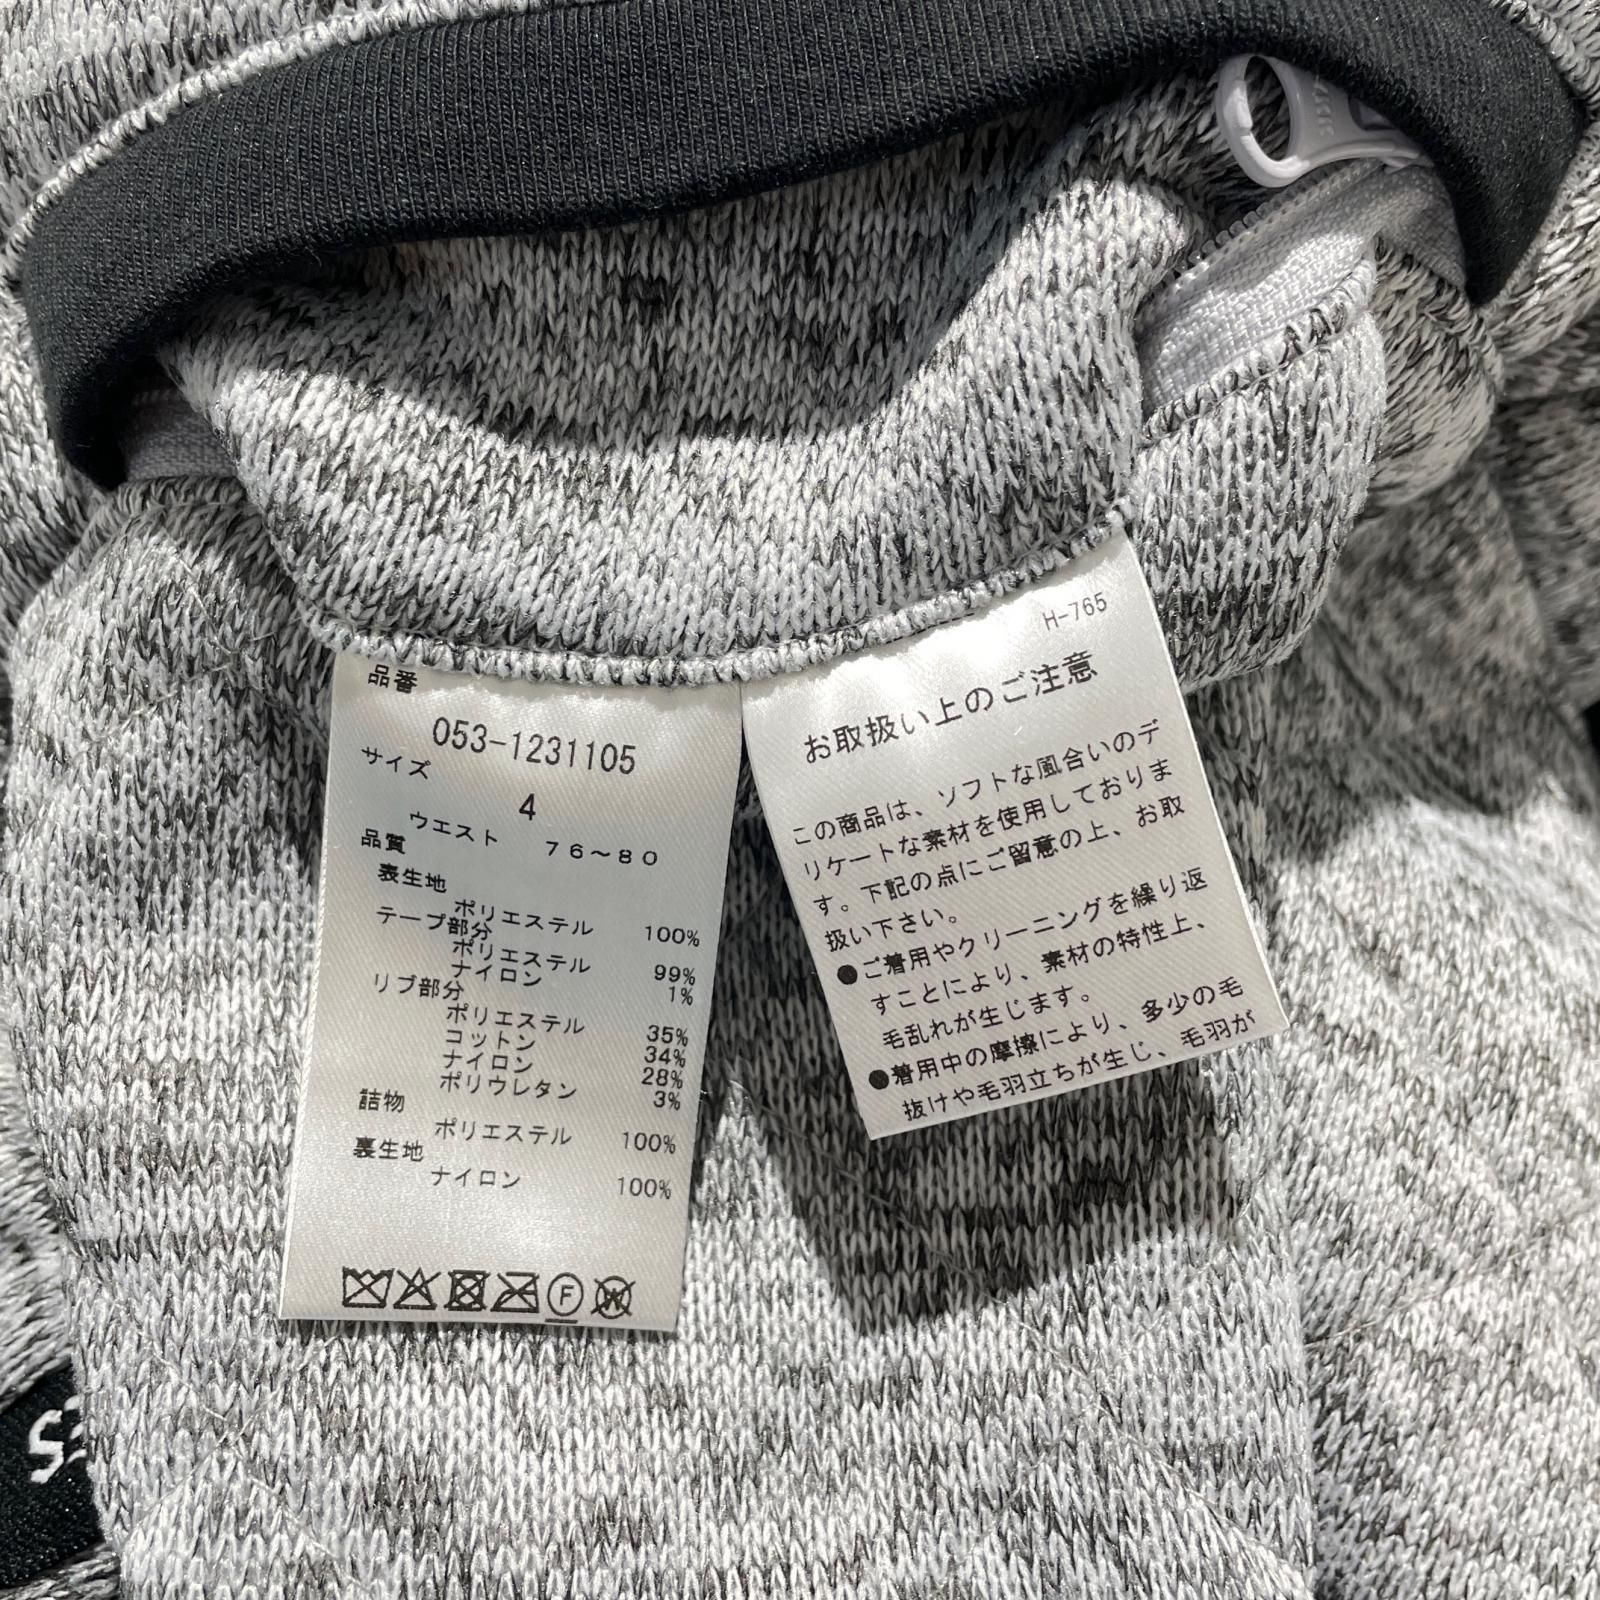 品番
053-1231105
サイズ
4
ウエスト 76~80
品質
表生地
ポリエステル 100%
テープ部分
ポリエステル 99%
ナイロン 1%
リブ部分
ポリエステル 35%
コットン 34%
ナイロン 28%
ポリウレタン 3%
詰物
ポリエステル 100%
裏生地
ナイロン 100%
F
W
H-765
お取扱い上のご注意
この商品は、ソフトな風合いのデ
リケートな素材を使用しておりま
す。下記の点にご留意の上、お取
扱い下さい。
●ご着用やクリーニングを繰り返
すことにより、素材の特性上、
毛乱れが生じます。
●着用中の摩擦により、多少の毛
抜けや毛羽立ちが生じ、毛羽が